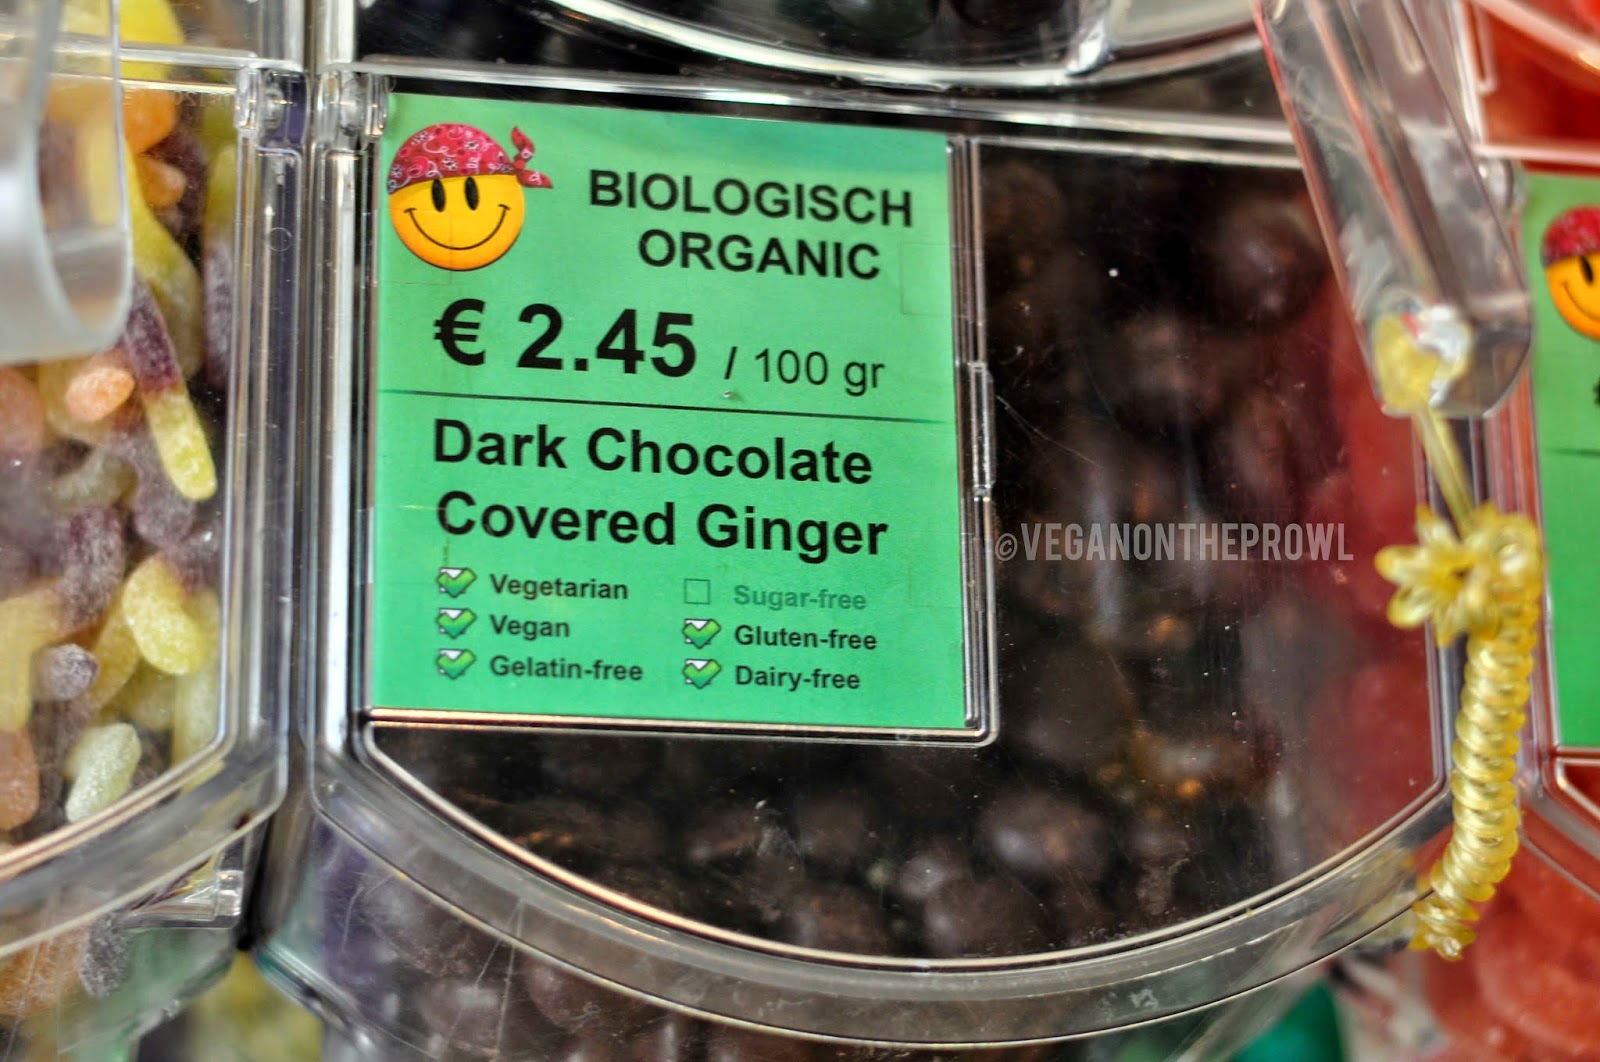 BIOLOGISCH
ORGANIC
€ 2.45 / 100 gr
Dark Chocolate
Covered Ginger
Vegetarian
Vegan
Gelatin-free
Sugar-free
Gluten-free
Dairy-free
©VEGANONTHEPROWL